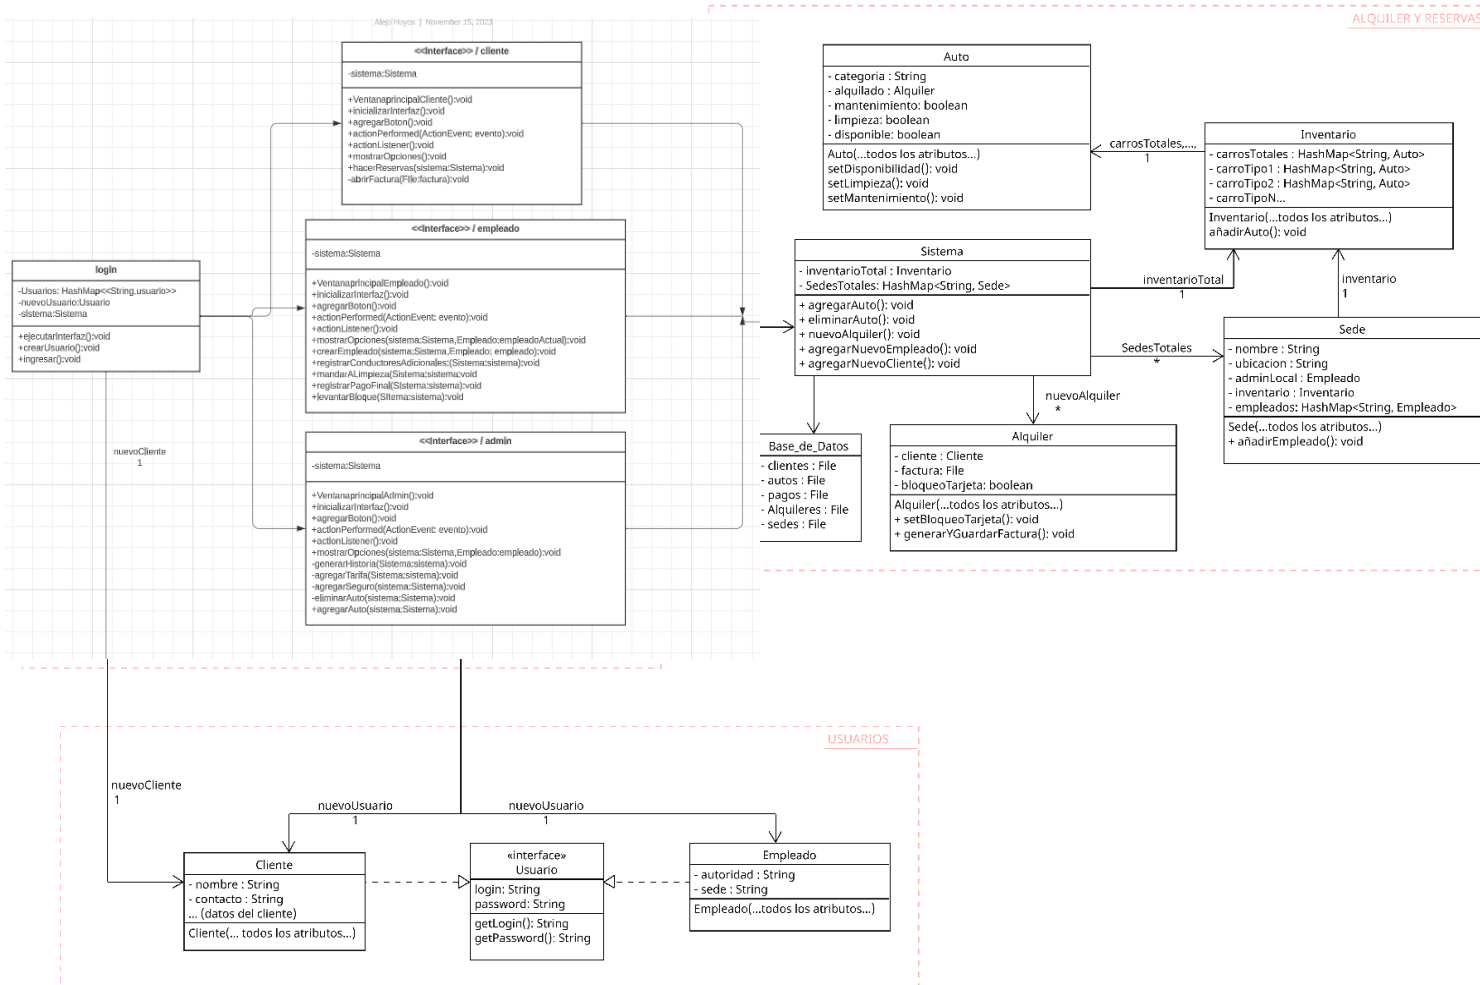 Alejo Hoyos | November 15, 2023
<<Interface>> / cliente
-sistema:Sistema
+VentanaprincipalCliente():void
+inicializarInterfaz():void
+agregarBoton():void
+actionPerformed(ActionEvent: evento):void
+actionListener():void
+mostrarOpciones():void
+hacerReservas(sistema:Sistema):void
-abrirFactura(File:factura):void
<<Interface>> / empleado
-sistema:Sistema
+VentanaprincipalEmpleado():void
+inicializarInterfaz():void
+agregarBoton():void
+actionPerformed(ActionEvent: evento):void
+actionListener():void
+mostrarOpciones(sistema:Sistema,Empleado:empleadoActual):void
+crearEmpleado(sistema:Sistema,Empleado: empleado):void
+registrarConductoresAdicionales;(Sistema:sistema):void
+mandarALimpieza(Sistema:sistema):void
+registrarPagoFinal(Sistema:sistema):void
+levantarBloque(Sitema:sistema):void
login
-Usuarios: HashMap<<String,usuario>>
-nuevoUsuario:Usuario
-sistema:Sistema
+ejecutarInterfaz():void
+crearUsuario():void
+ingresar():void
nuevoCliente
1
<<Interface>> / admin
-sistema:Sistema
+VentanaprincipalAdmin():void
+inicializarInterfaz():void
+agregarBoton():void
+actionPerformed(ActionEvent: evento):void
+actionListener():void
+mostrarOpciones(sistema:Sistema,Empleado:empleado):void
-generarHistoria(Sistema:sistema):void
-agregarTarifa(Sistema:sistema):void
-agregarSeguro(sistema:Sistema):void
-eliminarAuto(sistema:Sistema):void
+agregarAuto(sistema:Sistema):void
ALQUILER Y RESERVAS
Auto
- categoria : String
- alquilado : Alquiler
- mantenimiento: boolean
- limpieza: boolean
- disponible: boolean
Auto(...todos los atributos...)
setDisponibilidad(): void
setLimpieza(): void
setMantenimiento(): void
carrosTotales,...,
1
Inventario
- carrosTotales : HashMap<String, Auto>
- carroTipo1 : HashMap<String, Auto>
- carroTipo2 : HashMap<String, Auto>
- carroTipoN...
Inventario(...todos los atributos...)
añadirAuto(): void
Sistema
- inventarioTotal : Inventario
- SedesTotales: HashMap<String, Sede>
+ agregarAuto(): void
+ eliminarAuto(): void
+ nuevoAlquiler(): void
+ agregarNuevoEmpleado(): void
+ agregarNuevoCliente(): void
inventarioTotal
1
inventario
1
SedesTotales
*
Sede
- nombre : String
- ubicacion : String
- adminLocal : Empleado
- inventario : Inventario
- empleados: HashMap<String, Empleado>
Sede(...todos los atributos...)
+ añadirEmpleado(): void
nuevoAlquiler
*
Base_de_Datos
- clientes : File
- autos : File
- pagos : File
- Alquileres : File
- sedes : File
Alquiler
- cliente : Cliente
- factura: File
- bloqueoTarjeta: boolean
Alquiler(...todos los atributos...)
+ setBloqueoTarjeta(): void
+ generarYGuardarFactura(): void
USUARIOS
nuevoCliente
1
nuevoUsuario
1
nuevoUsuario
1
Cliente
- nombre : String
- contacto : String
... (datos del cliente)
Cliente(... todos los atributos...)
«interface»
Usuario
login: String
password: String
getLogin(): String
getPassword(): String
Empleado
- autoridad : String
- sede : String
Empleado(...todos los atributos...)